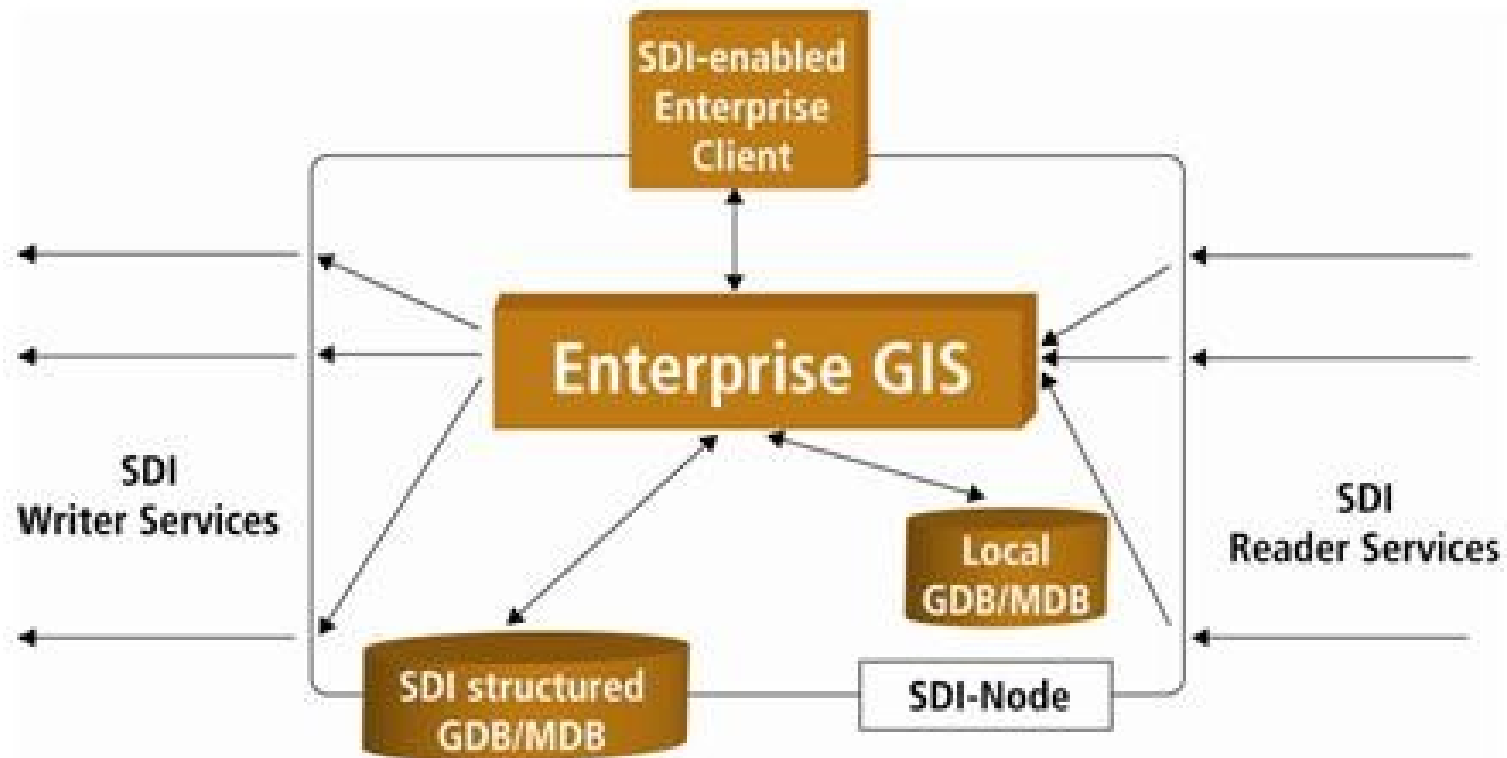 SDI-enabled
Enterprise
Client
Enterprise GIS
SDI
Writer Services
SDI
Reader Services
Local
GDB/MDB
SDI structured
GDB/MDB
SDI-Node